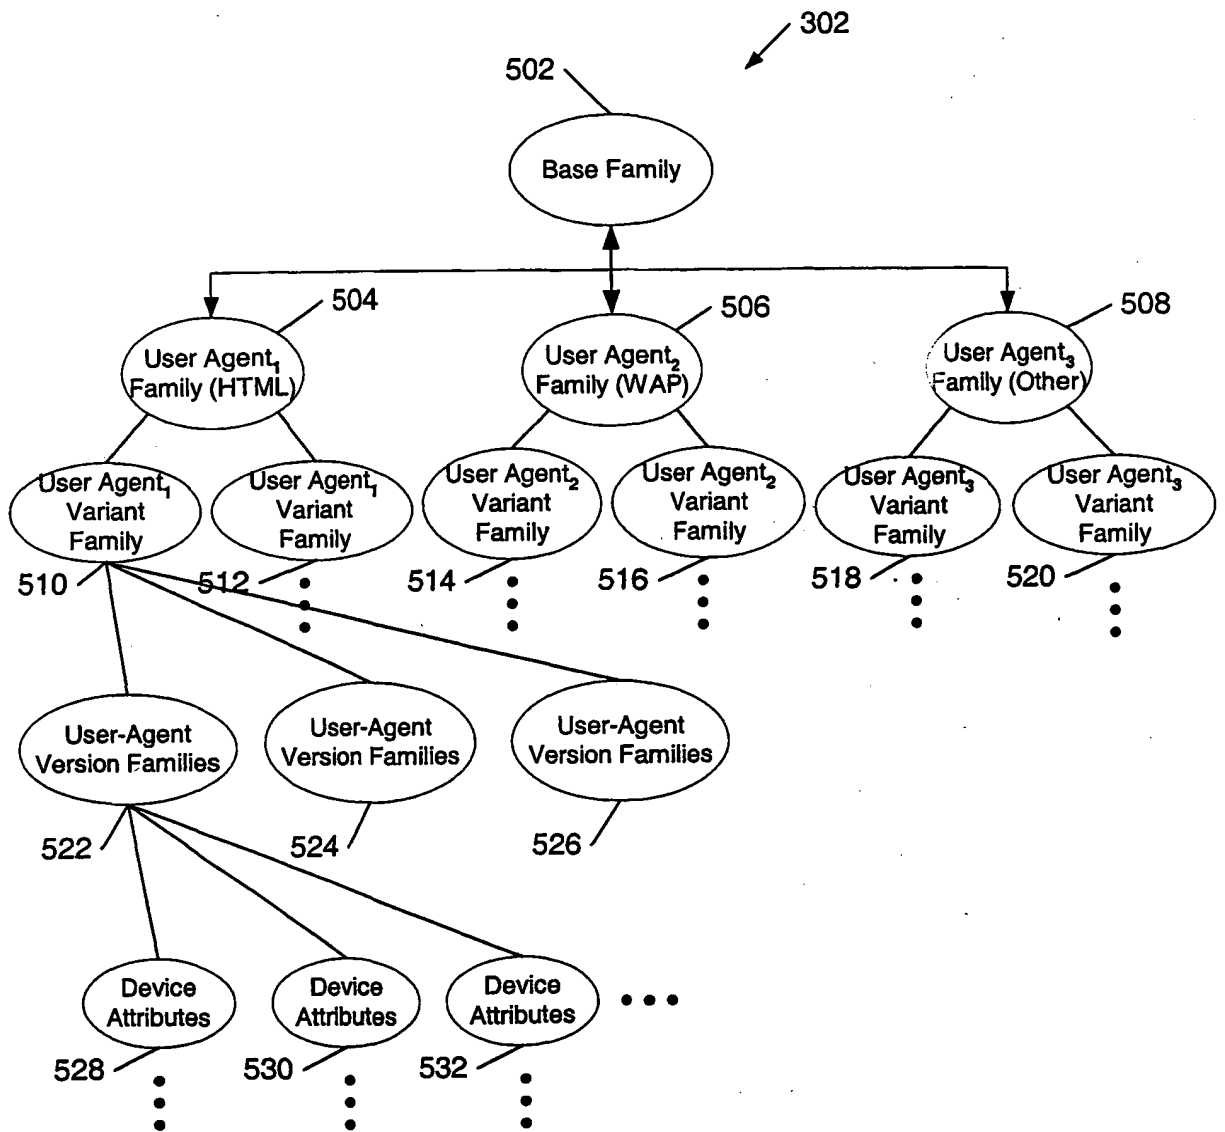 302
502
Base Family
504
506
508
User Agent1
Family (HTML)
User Agent2
Family (WAP)
User Agent3
Family (Other)
User Agent1
Variant
Family
User Agent1
Variant
Family
User Agent2
Variant
Family
User Agent2
Variant
Family
User Agent3
Variant
Family
User Agent3
Variant
Family
510
512
514
516
518
520
User-Agent
Version Families
User-Agent
Version Families
User-Agent
Version Families
522
524
526
Device
Attributes
Device
Attributes
Device
Attributes
528
530
532